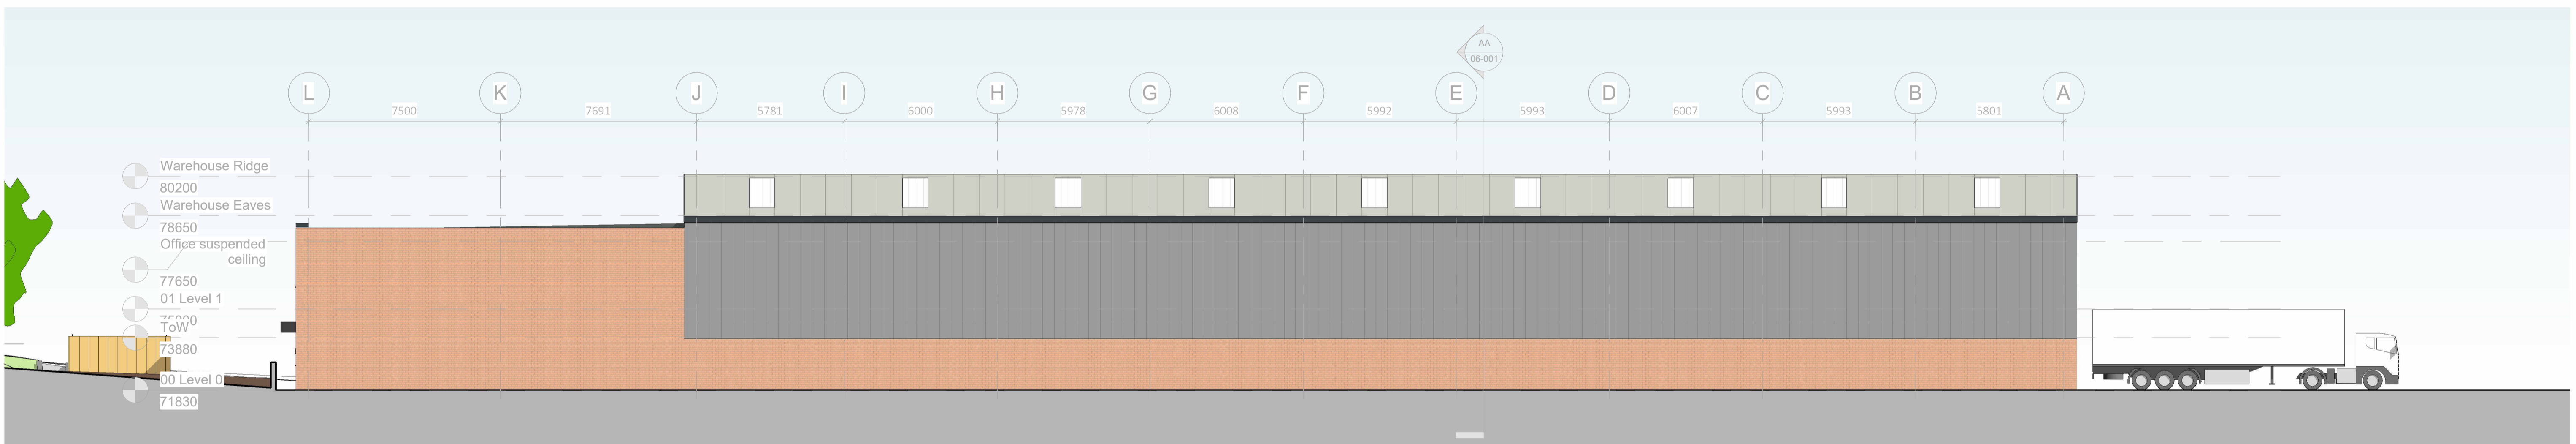 AA
06-001
L K J I H G F E D C B A
7500 7691 5781 6000 5978 6008 5992 5993 6007 5993 5801
Warehouse Ridge
80200
Warehouse Eaves
78650
Office suspended
ceiling
77650
01 Level 1
ToW
73880
00 Level 0
71830